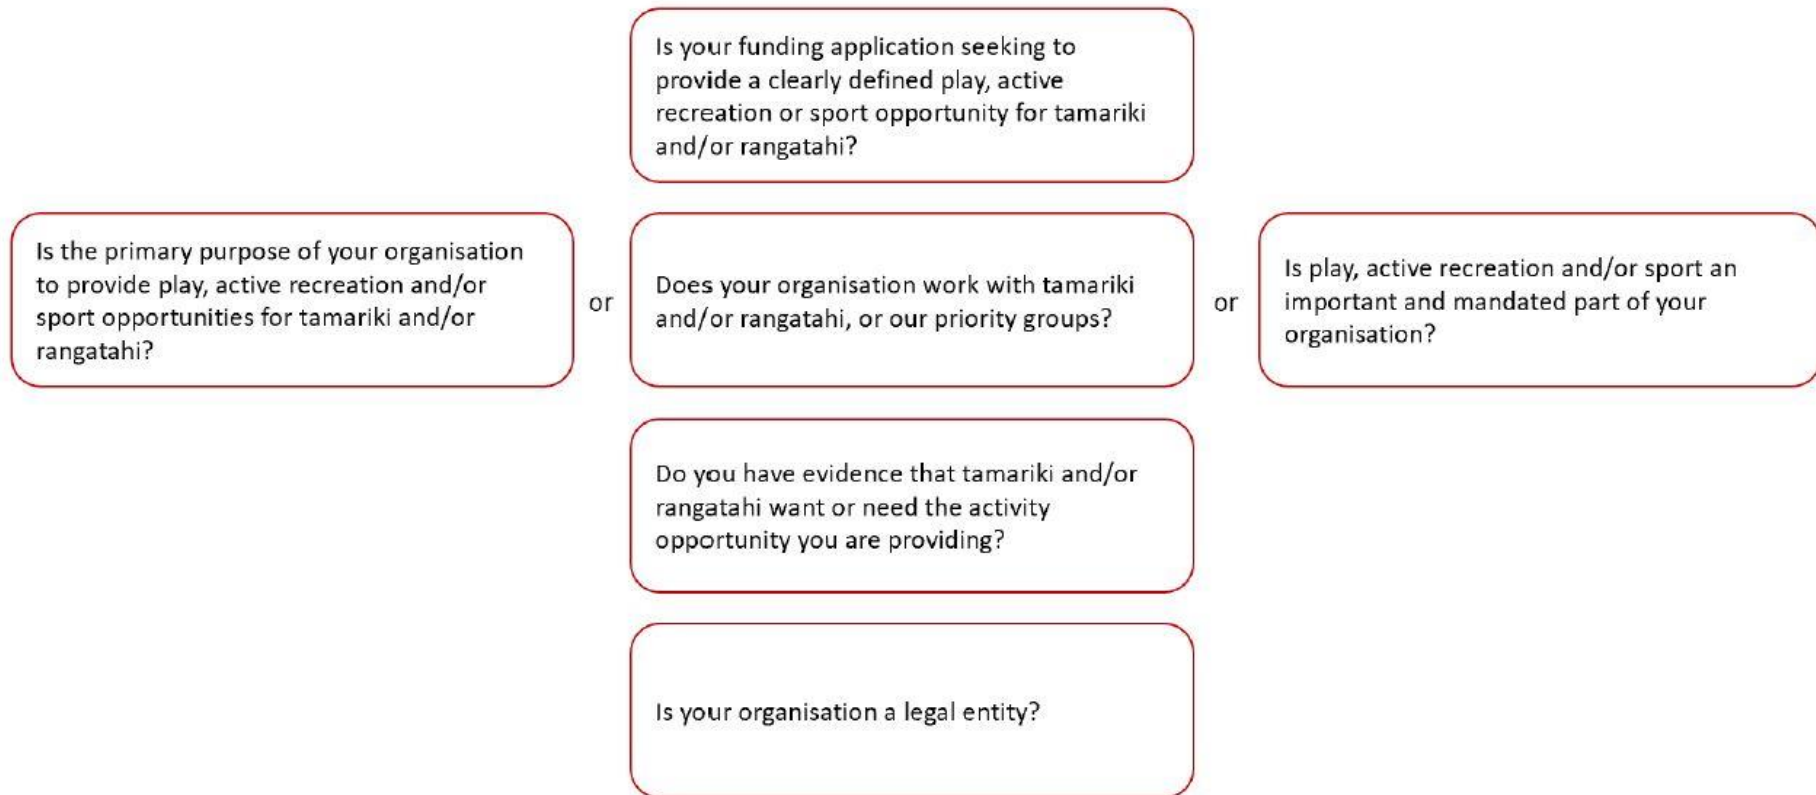 Is your funding application seeking to
provide a clearly defined play, active
recreation or sport opportunity for tamariki
and/or rangatahi?
Is the primary purpose of your organisation
to provide play, active recreation and/or
sport opportunities for tamariki and/or
rangatahi?
or
Does your organisation work with tamariki
and/or rangatahi, or our priority groups?
or
Is play, active recreation and/or sport an
important and mandated part of your
organisation?
Do you have evidence that tamariki and/or
rangatahi want or need the activity
opportunity you are providing?
Is your organisation a legal entity?